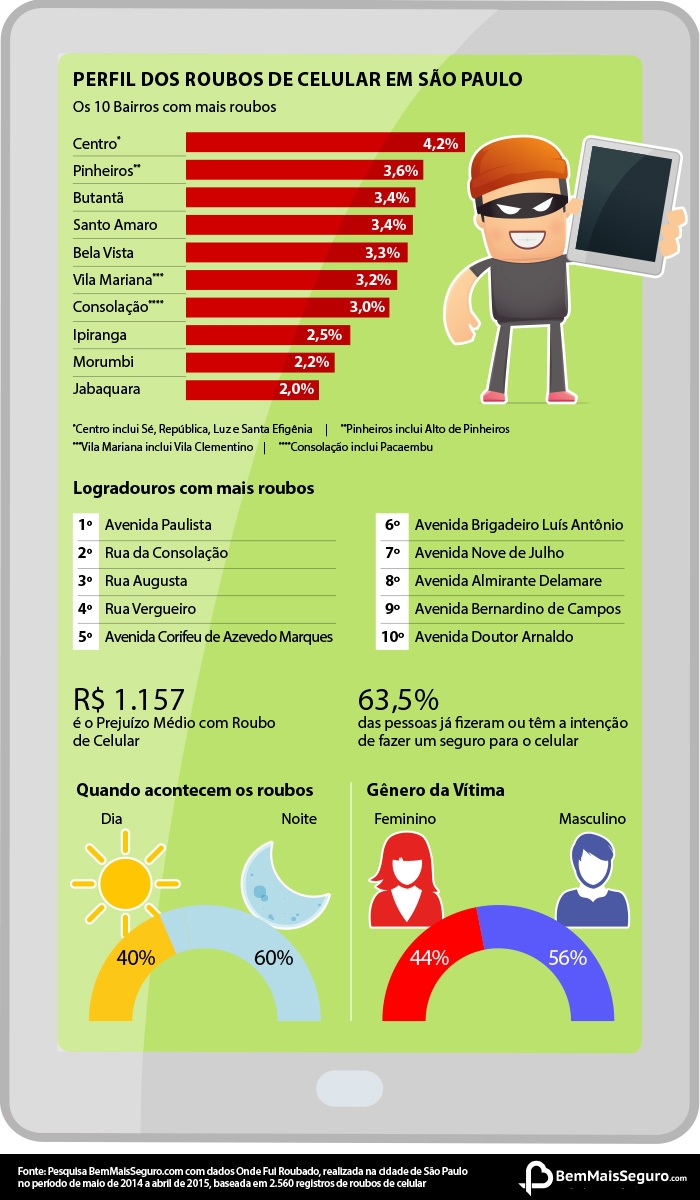 PERFIL DOS ROUBOS DE CELULAR EM SÃO PAULO
Os 10 Bairros com mais roubos
Centro* 4,2%
Pinheiros** 3,6%
Butantã 3,4%
Santo Amaro 3,4%
Bela Vista 3,3%
Vila Mariana*** 3,2%
Consolação**** 3,0%
Ipiranga 2,5%
Morumbi 2,2%
Jabaquara 2,0%
*Centro inclui Sé, República, Luz e Santa Efigênia | **Pinheiros inclui Alto de Pinheiros
***Vila Mariana inclui Vila Clementino | ****Consolação inclui Pacaembu
Logradouros com mais roubos
1º Avenida Paulista
2º Rua da Consolação
3º Rua Augusta
4º Rua Vergueiro
5º Avenida Corifeu de Azevedo Marques
6º Avenida Brigadeiro Luís Antônio
7º Avenida Nove de Julho
8º Avenida Almirante Delamare
9º Avenida Bernardino de Campos
10º Avenida Doutor Arnaldo
R$ 1.157
é o Prejuízo Médio com Roubo
de Celular
63,5%
das pessoas já fizeram ou têm a intenção
de fazer um seguro para o celular
Quando acontecem os roubos
Dia Noite
40% 60%
Gênero da Vítima
Feminino Masculino
44% 56%
Fonte: Pesquisa BemMaisSeguro.com com dados Onde Fui Roubado, realizada na cidade de São Paulo
no período de maio de 2014 a abril de 2015, baseada em 2.560 registros de roubos de celular
BemMaisSeguro.com